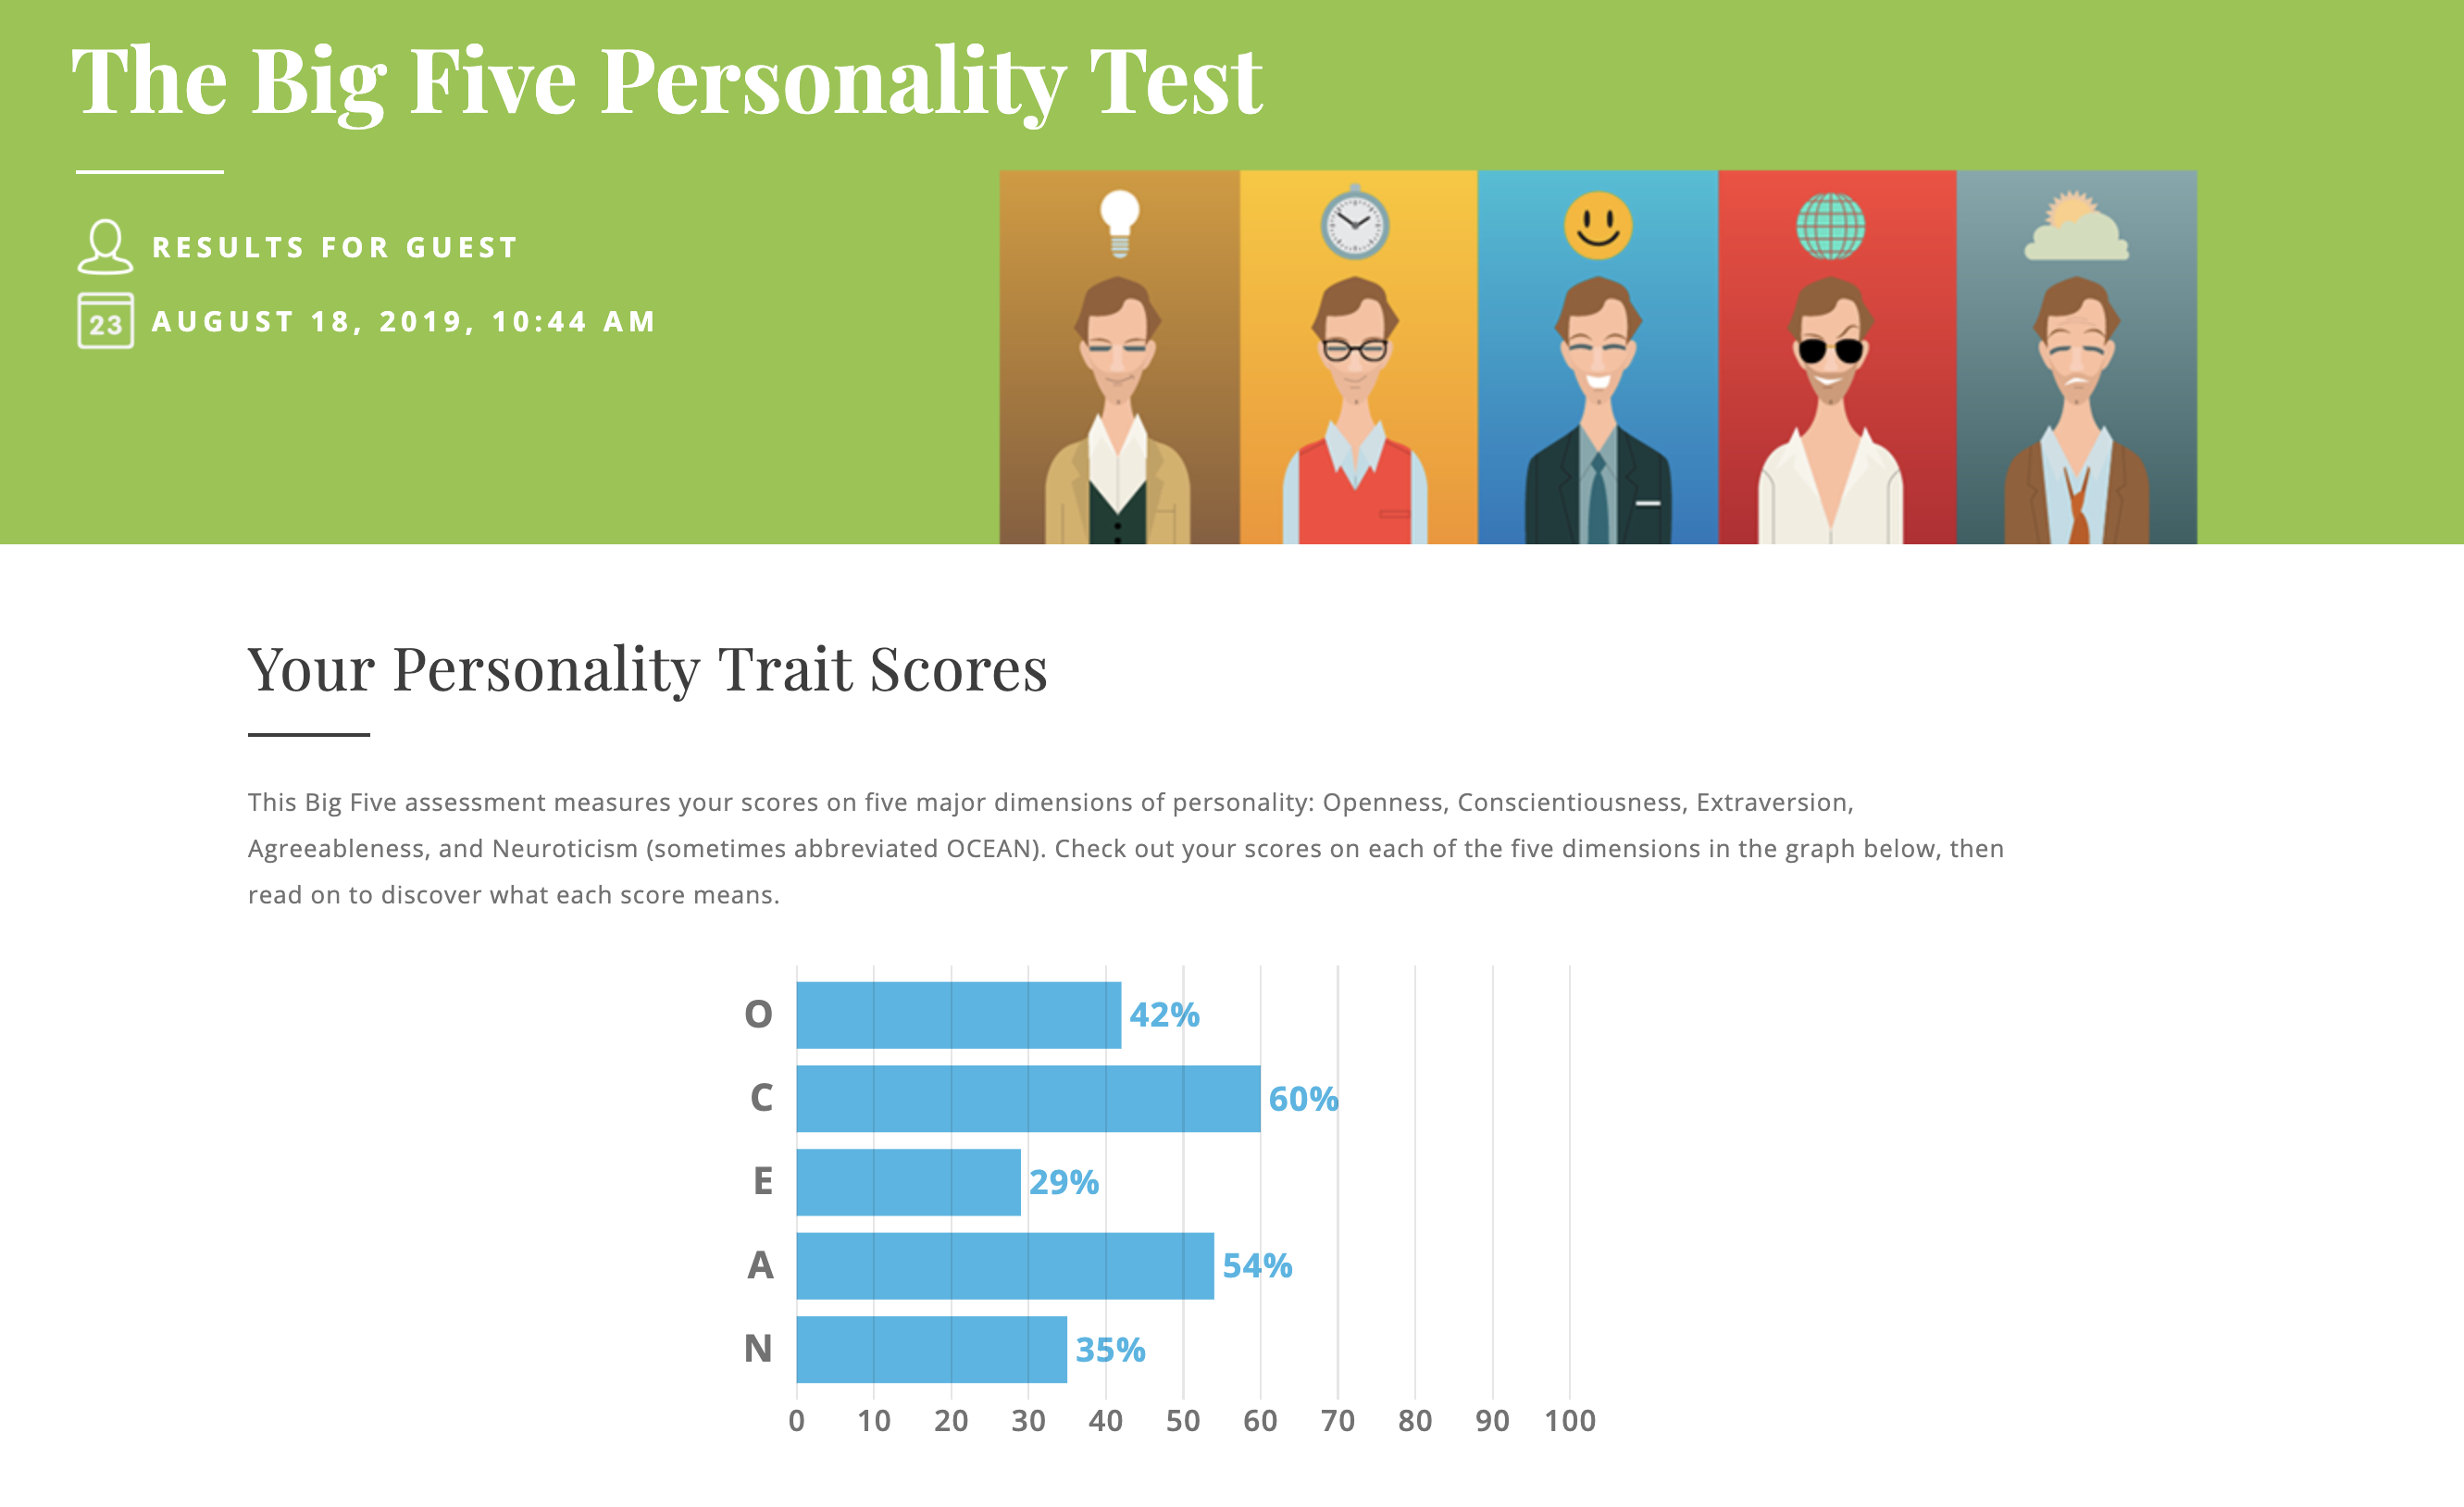 The Big Five Personality Test
RESULTS FOR GUEST
23
AUGUST 18, 2019, 10:44 AM
Your Personality Trait Scores
This Big Five assessment measures your scores on five major dimensions of personality: Openness, Conscientiousness, Extraversion,
Agreeableness, and Neuroticism (sometimes abbreviated OCEAN). Check out your scores on each of the five dimensions in the graph below, then
read on to discover what each score means.
O 42%
C 60%
E 29%
A 54%
N 35%
0 10 20 30 40 50 60 70 80 90 100